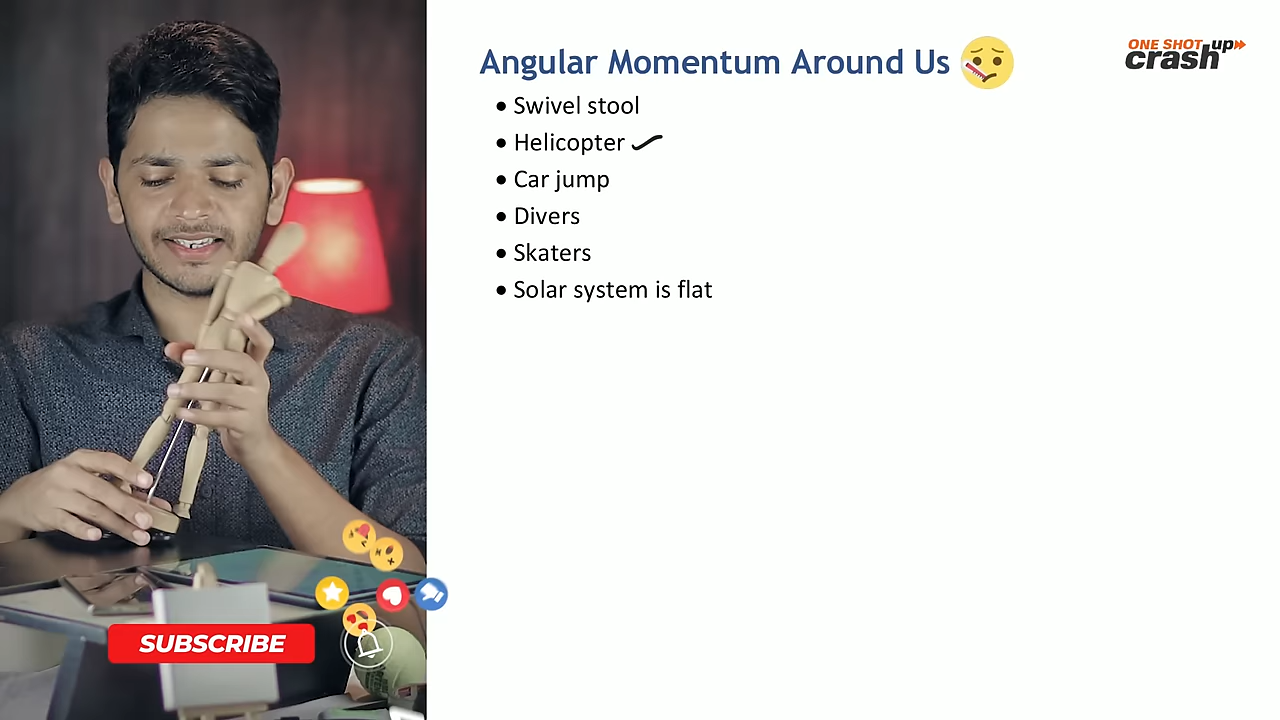 Angular Momentum Around Us
• Swivel stool
• Helicopter
• Car jump
• Divers
• Skaters
• Solar system is flat
ONE SHOT
crash up
SUBSCRIBE